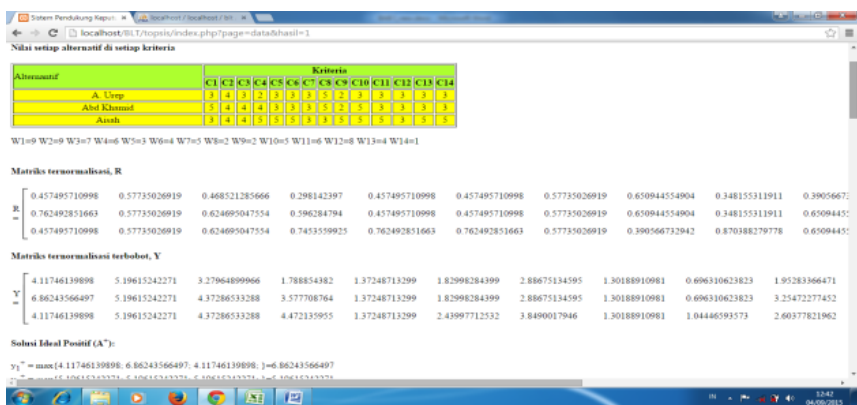 Sistem Pendukung Keput
localhost / localhost / blt
localhost/BLT/topsis/index.php?page=data&hasil=1
Nilai setiap alternatif di setiap kriteria
Alternantif Kriteria
C1 C2 C3 C4 C5 C6 C7 C8 C9 C10 C11 C12 C13 C14
A. Urep 3 4 3 2 3 3 3 5 2 3 3 3 3 3
Abd Khamid 5 4 4 4 3 3 3 5 2 5 3 3 3 3
Aisah 3 4 4 5 5 5 3 3 5 5 5 3 5 5
W1=9 W2=9 W3=7 W4=6 W5=3 W6=4 W7=5 W8=2 W9=2 W10=5 W11=6 W12=8 W13=4 W14=1
Matriks ternormalisasi, R
0.457495710998 0.57735026919 0.468521285666 0.298142397 0.457495710998 0.457495710998 0.57735026919 0.650944554904 0.348155311911 0.39056673
R = 0.762492851663 0.57735026919 0.624695047554 0.596284794 0.457495710998 0.457495710998 0.57735026919 0.650944554904 0.348155311911 0.65094455
0.457495710998 0.57735026919 0.624695047554 0.7453559925 0.762492851663 0.762492851663 0.57735026919 0.390566732942 0.870388279778 0.65094455
Matriks ternormalisasi terbobot, Y
4.11746139898 5.19615242271 3.27964899966 1.788854382 1.37248713299 1.82998284399 2.88675134595 1.30188910981 0.696310623823 1.95283366471
Y = 6.86243566497 5.19615242271 4.37286533288 3.577708764 1.37248713299 1.82998284399 2.88675134595 1.30188910981 0.696310623823 3.25472277452
4.11746139898 5.19615242271 4.37286533288 4.472135955 1.37248713299 2.43997712532 3.8490017946 1.30188910981 1.04446593573 2.60377821962
Solusi Ideal Positif (A+):
y1+ = max{4.11746139898; 6.86243566497; 4.11746139898; }=6.86243566497
IN
12:42
04/09/2015